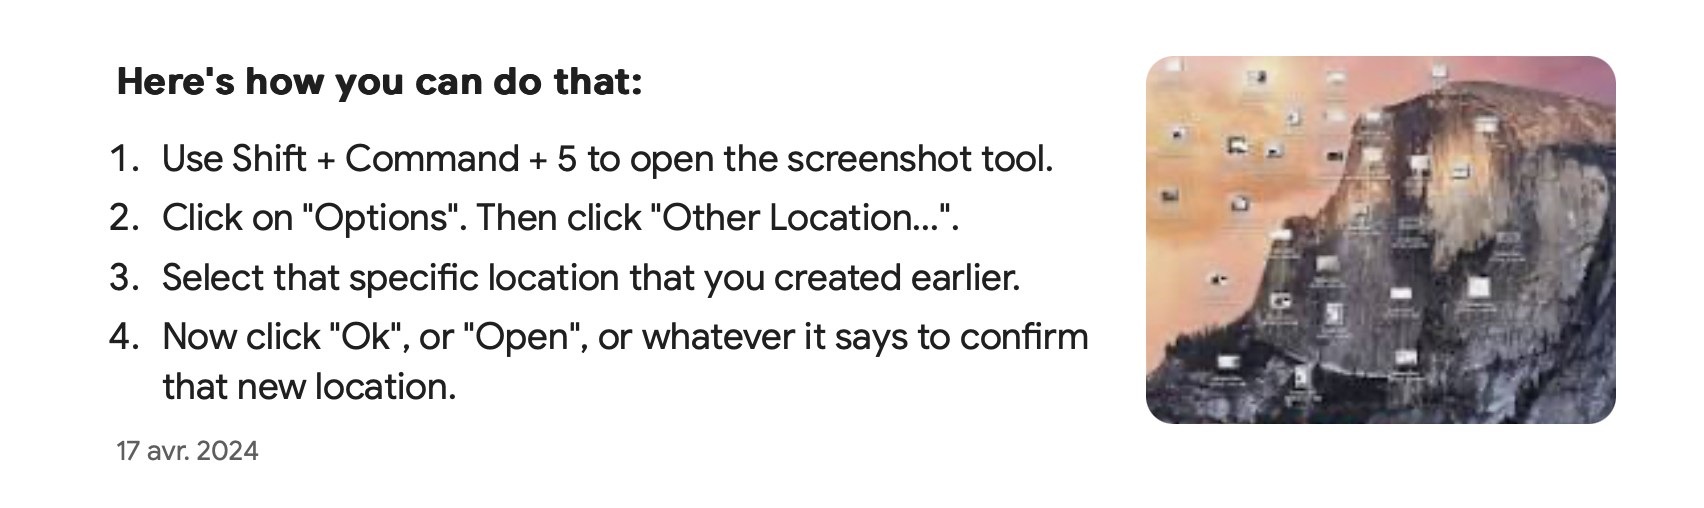 Here's how you can do that:
1. Use Shift + Command + 5 to open the screenshot tool.
2. Click on "Options". Then click "Other Location...".
3. Select that specific location that you created earlier.
4. Now click "Ok", or "Open", or whatever it says to confirm
that new location.
17 avr. 2024